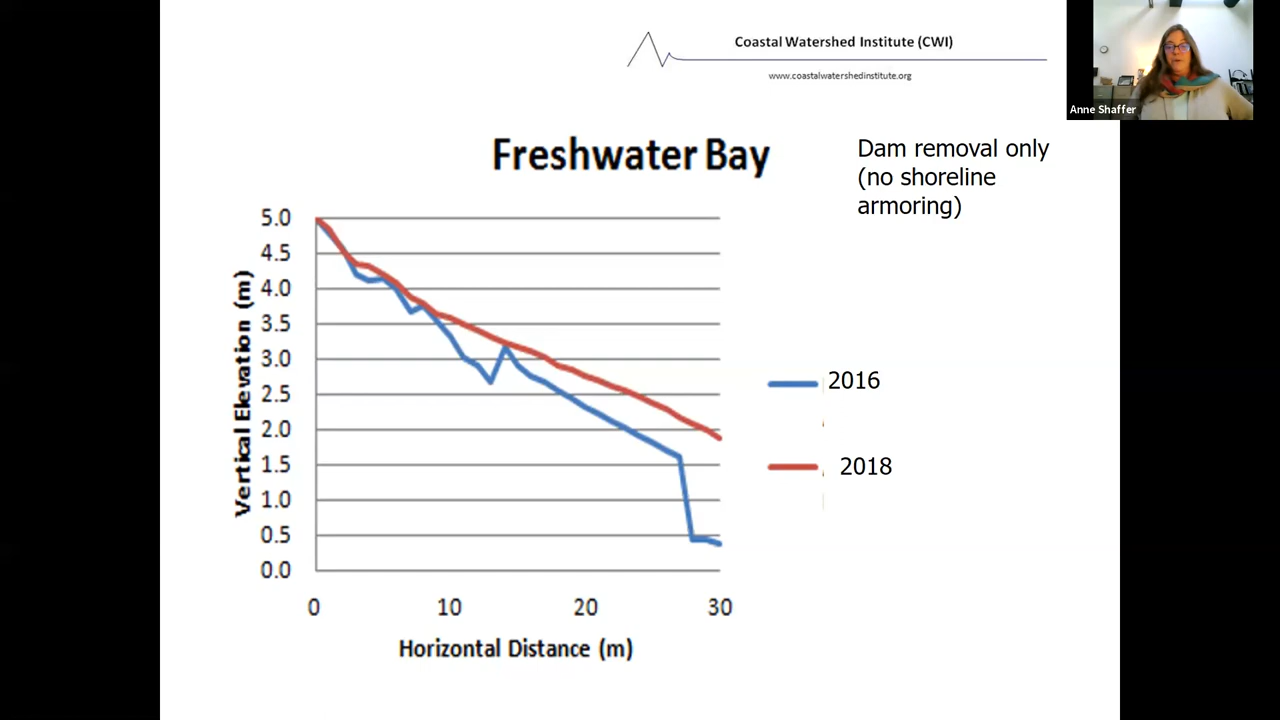 Coastal Watershed Institute (CWI)
www.coastalwatershedinstitute.org
Anne Shaffer
Freshwater Bay
Dam removal only
(no shoreline
armoring)
5.0
4.5
4.0
3.5
3.0
2.5
2.0
1.5
1.0
0.5
0.0
Vertical Elevation (m)
0 10 20 30
Horizontal Distance (m)
2016
2018